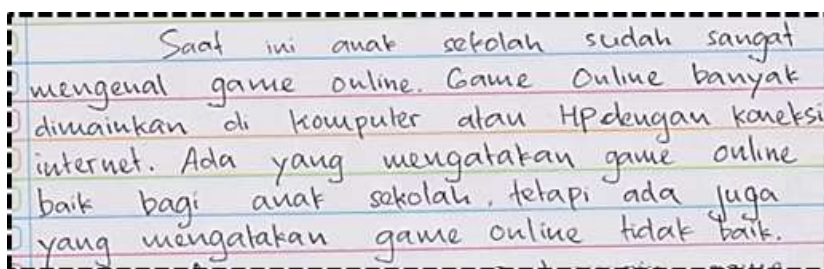 Saat ini anak sekolah sudah sangat
mengenal game online. Game Online banyak
dimainkan di komputer atau HP dengan koneksi
internet. Ada yang mengatakan game online
baik bagi anak sekolah, tetapi ada juga
yang mengatakan game online tidak baik.